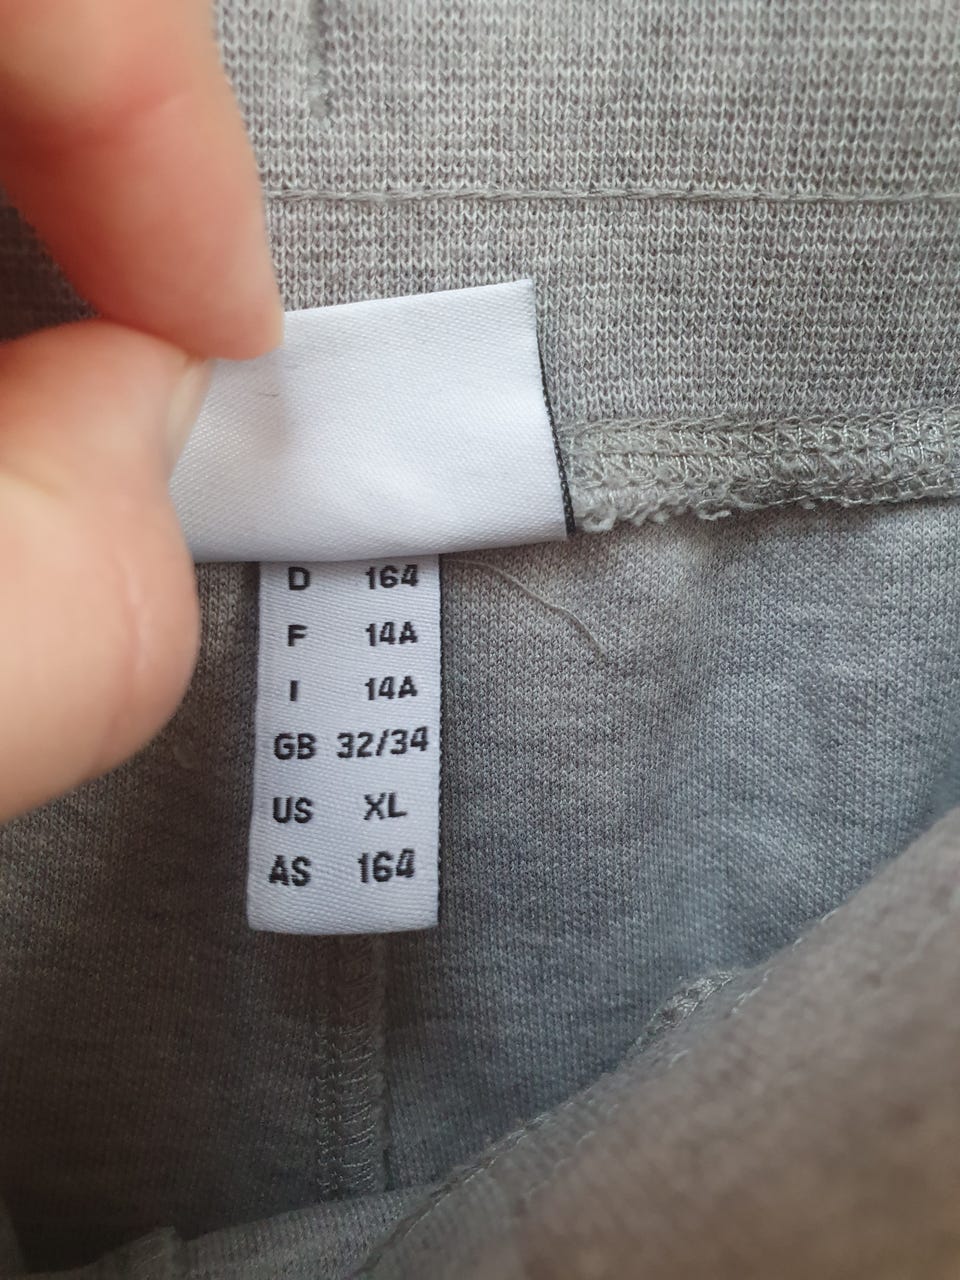 D 164
F 14A
I 14A
GB 32/34
US XL
AS 164